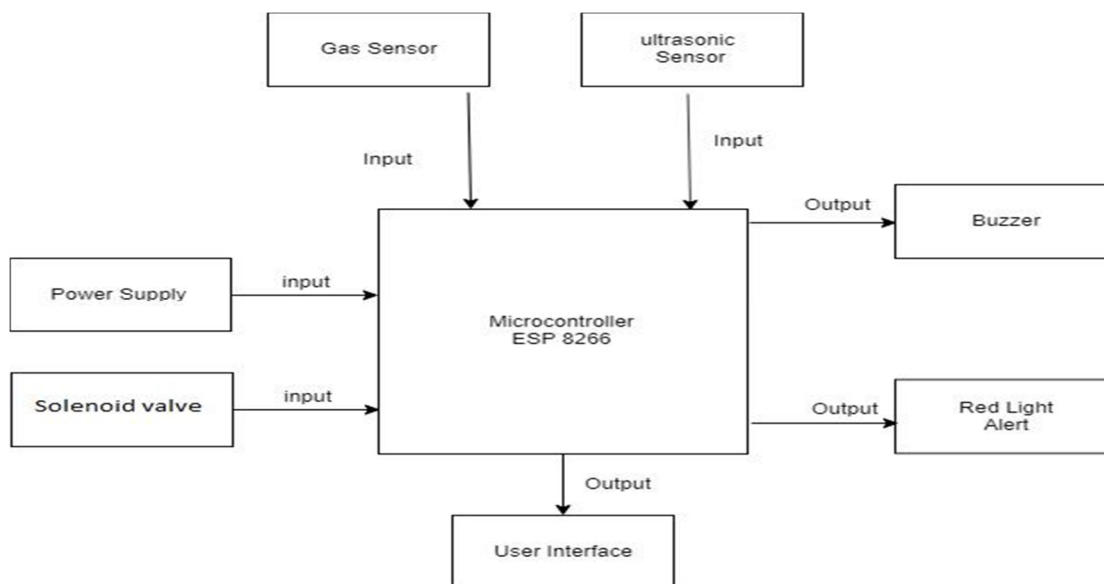 Gas Sensor
ultrasonic
Sensor
Input
Input
Output
Buzzer
input
Power Supply
Microcontroller
ESP 8266
Solenoid valve
input
Output
Red Light
Alert
Output
User Interface